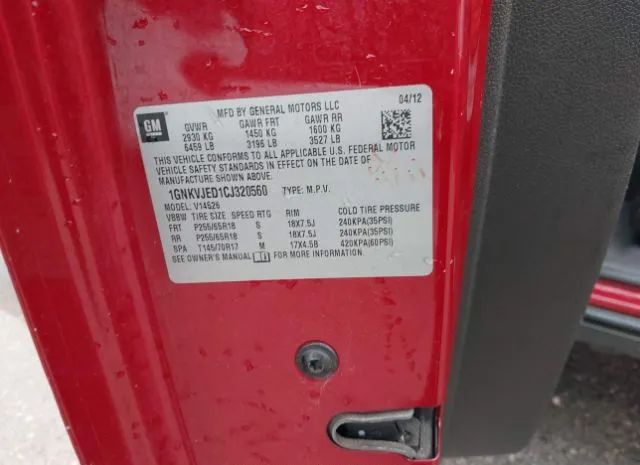 GM
MFD BY GENERAL MOTORS LLC 04/12
GVWR GAWR FRT GAWR RR
2930 KG 1450 KG 1600 KG
6459 LB 3196 LB 3527 LB
THIS VEHICLE CONFORMS TO ALL APPLICABLE U.S. FEDERAL MOTOR
VEHICLE SAFETY STANDARDS IN EFFECT ON THE DATE OF
MANUFACTURE SHOWN ABOVE.
1GNKVJED1CJ320560 TYPE: M.P.V.
MODEL: V14526
VBBW TIRE SIZE SPEED RTG RIM COLD TIRE PRESSURE
FRT P255/65R18 S 18X7.5J 240KPA(35PSI)
RR P255/65R18 S 18X7.5J 240KPA(35PSI)
SPA T145/70R17 M 17X4.5B 420KPA(60PSI)
SEE OWNER'S MANUAL FOR MORE INFORMATION.